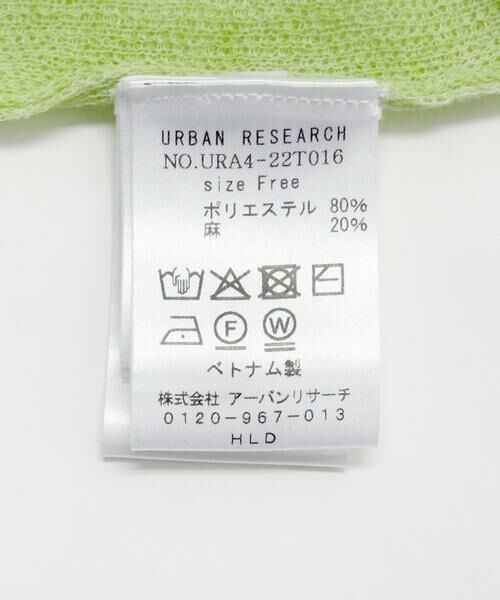 URBAN RESEARCH
NO.URA4-22T016
size Free
ポリエステル 80%
麻 20%
F W
ベトナム製
株式会社 アーバンリサーチ
0120-967-013
HLD